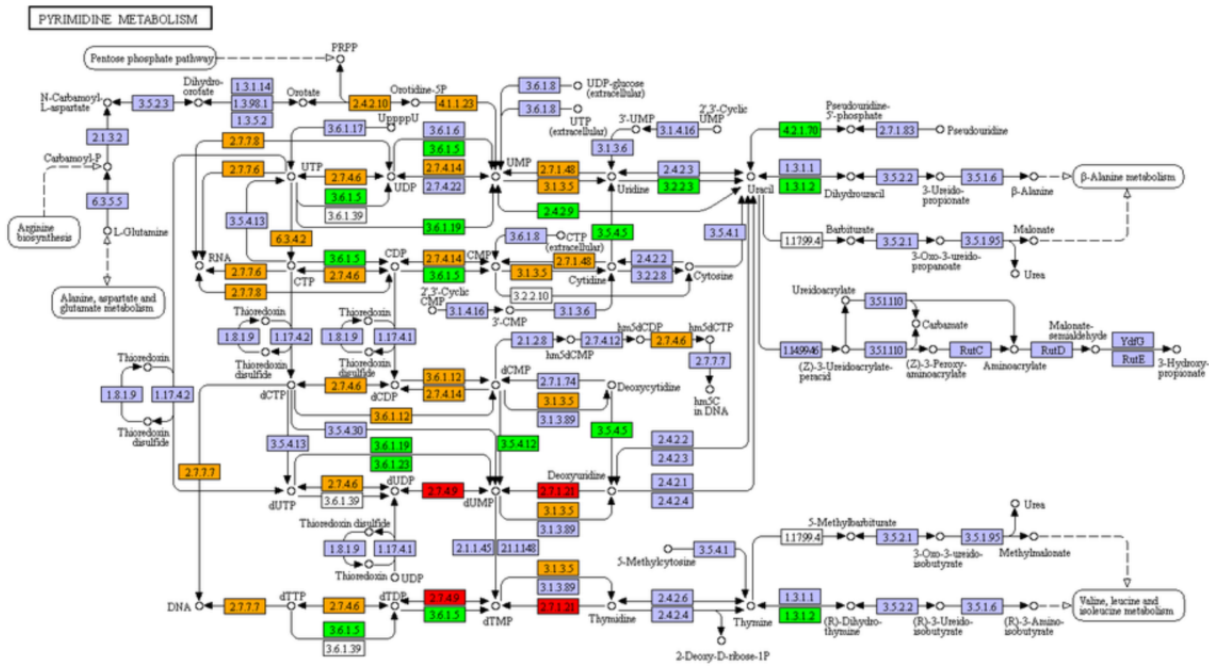 PYRIMIDINE METABOLISM
Pentose phosphate pathway
PRPP
N-Carbamoyl-
L-aspartate
3.5.2.3
Dihydro-
orotate
1.3.1.14
1.3.98.1
1.3.5.2
Orotate
2.4.2.10
Orotidine-5P
4.1.1.23
3.6.1.8
UDP-glucose
(extracellular)
3.6.1.8
UTP
(extracellular)
2',3'-Cyclic
UMP
3'-UMP
3.1.4.16
3.1.3.6
Pseudouridine-
5'-phosphate
4.2.1.70
2.7.1.83
Pseudouridine
2.1.3.2
Carbamoyl-P
6.3.5.5
Arginine
biosynthesis
L-Glutamine
Alanine, aspartate and
glutamate metabolism
UppppU
3.6.1.17
2.7.7.8
2.7.7.6
UTP
2.7.4.6
3.6.1.5
3.6.1.39
3.6.1.6
3.6.1.5
2.7.4.14
2.7.4.22
UDP
3.6.1.19
UMP
2.7.1.48
3.1.3.5
Uridine
2.4.2.3
3.2.2.3
2.4.2.9
Uracil
1.3.1.1
1.3.1.2
Dihydrouracil
3.5.2.2
3-Ureido-
propionate
3.5.1.6
β-Alanine
β-Alanine metabolism
3.5.4.13
6.3.4.2
RNA
2.7.7.6
2.7.7.8
CTP
3.6.1.5
2.7.4.6
CDP
2.7.4.14
3.6.1.5
CMP
3.6.1.8
CTP
(extracellular)
2.7.1.48
3.1.3.5
3.5.4.5
Cytidine
2.4.2.2
3.2.2.8
3.2.2.10
Cytosine
3.5.4.1
2',3'-Cyclic
CMP
3.1.4.16
3'-CMP
3.1.3.6
1.1.7.99.4
Barbiturate
3.5.2.1
3-Oxo-3-ureido-
propanoate
3.5.1.95
Malonate
Urea
Ureidoacrylate
3.5.1.110
Carbamate
1.14.99.46
(Z)-3-Ureidoacrylate-
peracid
3.5.1.110
(Z)-3-Peroxy-
aminoacrylate
RutC
Aminoacrylate
RutD
Malonate-
semialdehyde
YdfG
RutE
3-Hydroxy-
propionate
Thioredoxin
1.8.1.9
1.17.4.2
Thioredoxin
disulfide
Thioredoxin
1.8.1.9
1.17.4.1
Thioredoxin
disulfide
Thioredoxin
1.8.1.9
1.17.4.2
Thioredoxin
disulfide
2.1.2.8
hm5dCMP
2.7.4.12
hm5dCDP
2.7.4.6
hm5dCTP
2.7.7.7
hm5C
in DNA
dCTP
2.7.4.6
dCDP
3.6.1.12
2.7.4.14
3.6.1.12
dCMP
2.7.1.74
3.1.3.5
3.1.3.89
Deoxycytidine
3.5.4.30
3.5.4.13
3.5.4.12
3.5.4.5
3.6.1.19
3.6.1.23
2.7.7.7
dUTP
2.7.4.6
3.6.1.39
dUDP
2.7.4.9
dUMP
2.7.1.21
3.1.3.5
3.1.3.89
Deoxyuridine
2.4.2.2
2.4.2.3
2.4.2.1
2.4.2.4
Thioredoxin disulfide
1.8.1.9
1.17.4.1
Thioredoxin
UDP
2.1.1.45
2.1.1.148
5-Methylcytosine
3.5.4.1
1.1.7.99.4
5-Methylbarbiturate
3.5.2.1
3-Oxo-3-ureido-
isobutyrate
3.5.1.95
Urea
Methylmalonate
DNA
2.7.7.7
dTTP
2.7.4.6
3.6.1.5
3.6.1.39
dTDP
2.7.4.9
3.6.1.5
dTMP
3.1.3.5
3.1.3.89
2.7.1.21
Thymidine
2.4.2.6
2.4.2.4
2-Deoxy-D-ribose-1P
Thymine
1.3.1.1
1.3.1.2
(R)-Dihydro-
thymine
3.5.2.2
(R)-3-Ureido-
isobutyrate
3.5.1.6
(R)-3-Amino-
isobutyrate
Valine, leucine and
isoleucine metabolism